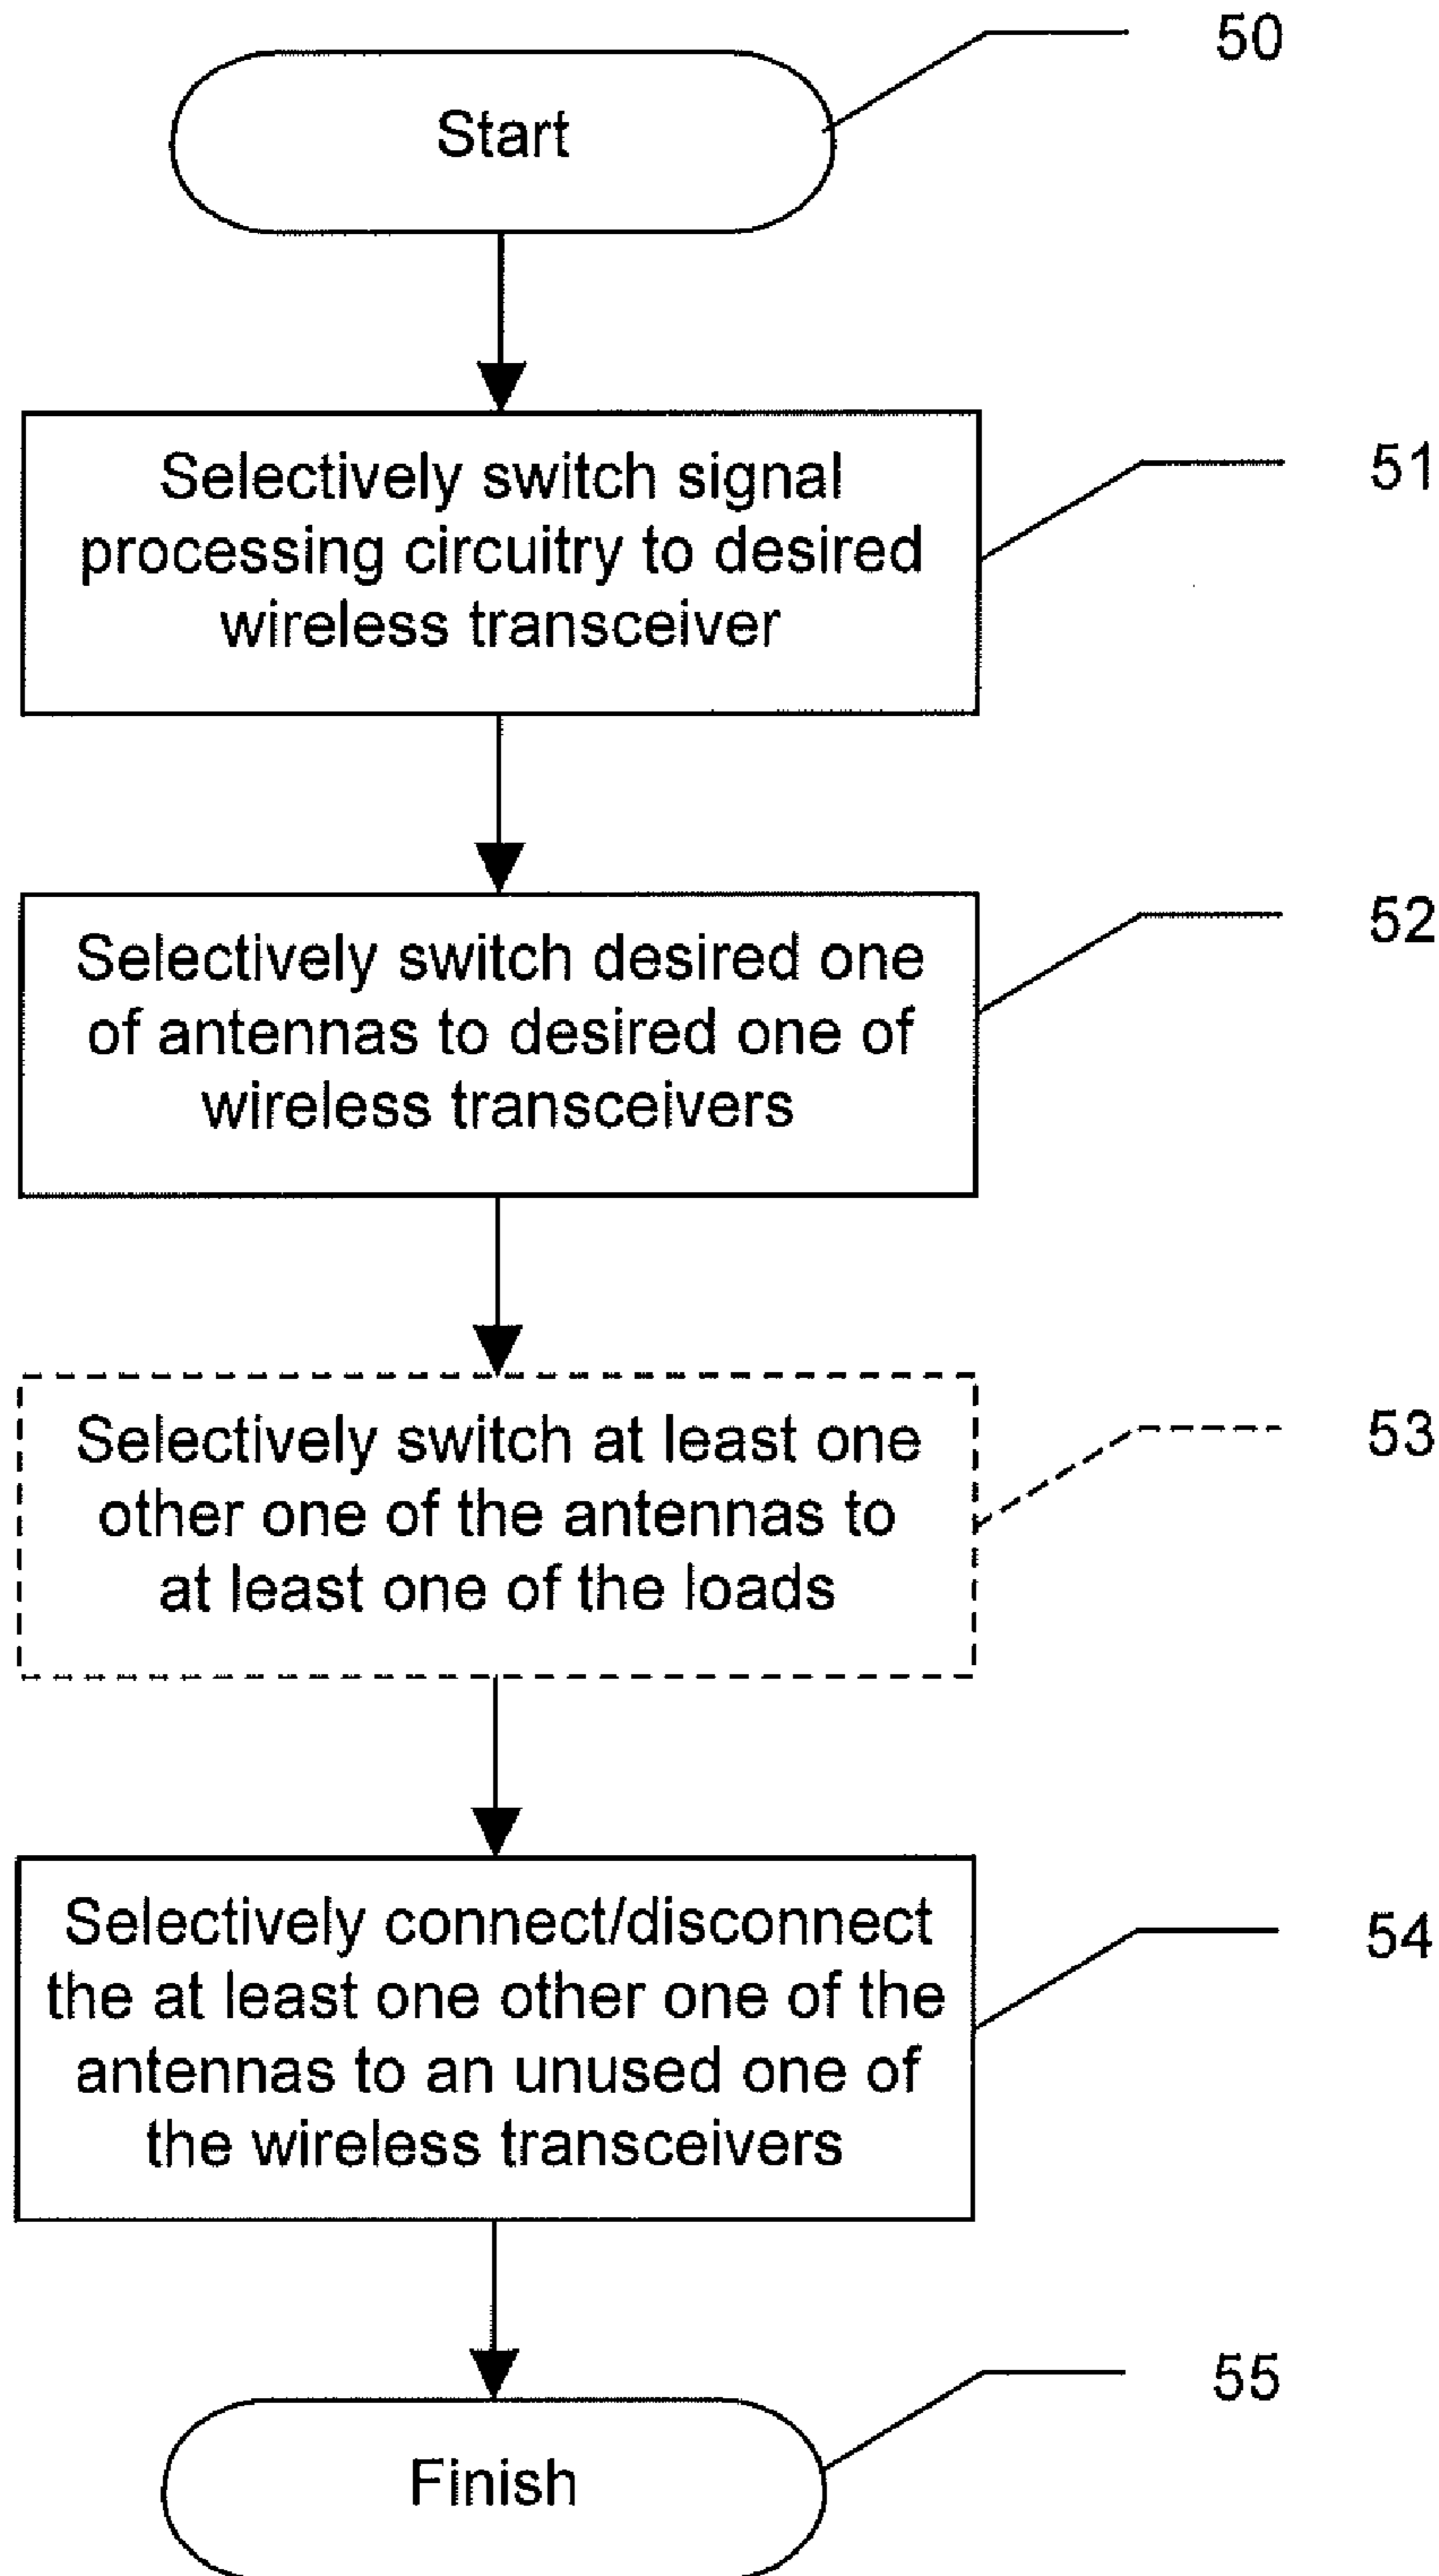 50
Start
Selectively switch signal
processing circuitry to desired
wireless transceiver
51
Selectively switch desired one
of antennas to desired one of
wireless transceivers
52
Selectively switch at least one
other one of the antennas to
at least one of the loads
53
Selectively connect/disconnect
the at least one other one of the
antennas to an unused one of
the wireless transceivers
54
55
Finish